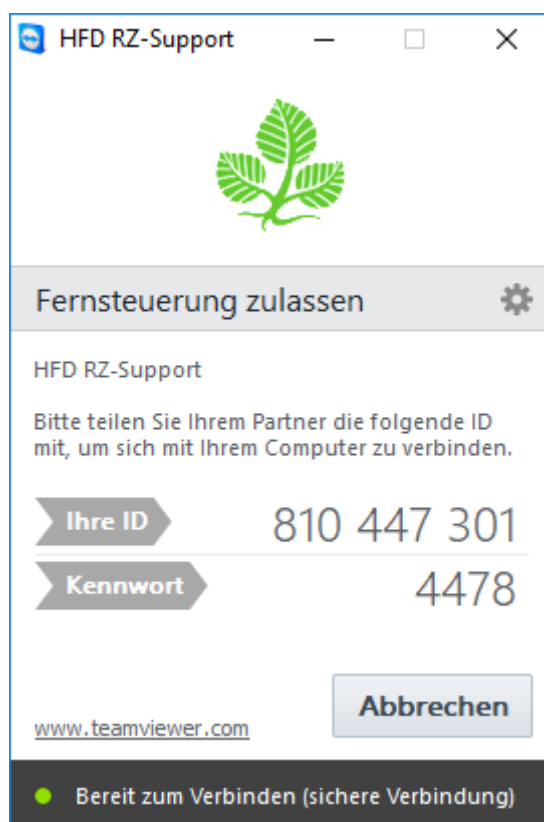 HFD RZ-Support
Fernsteuerung zulassen
HFD RZ-Support
Bitte teilen Sie Ihrem Partner die folgende ID
mit, um sich mit Ihrem Computer zu verbinden.
Ihre ID 810 447 301
Kennwort 4478
Abbrechen
www.teamviewer.com
Bereit zum Verbinden (sichere Verbindung)